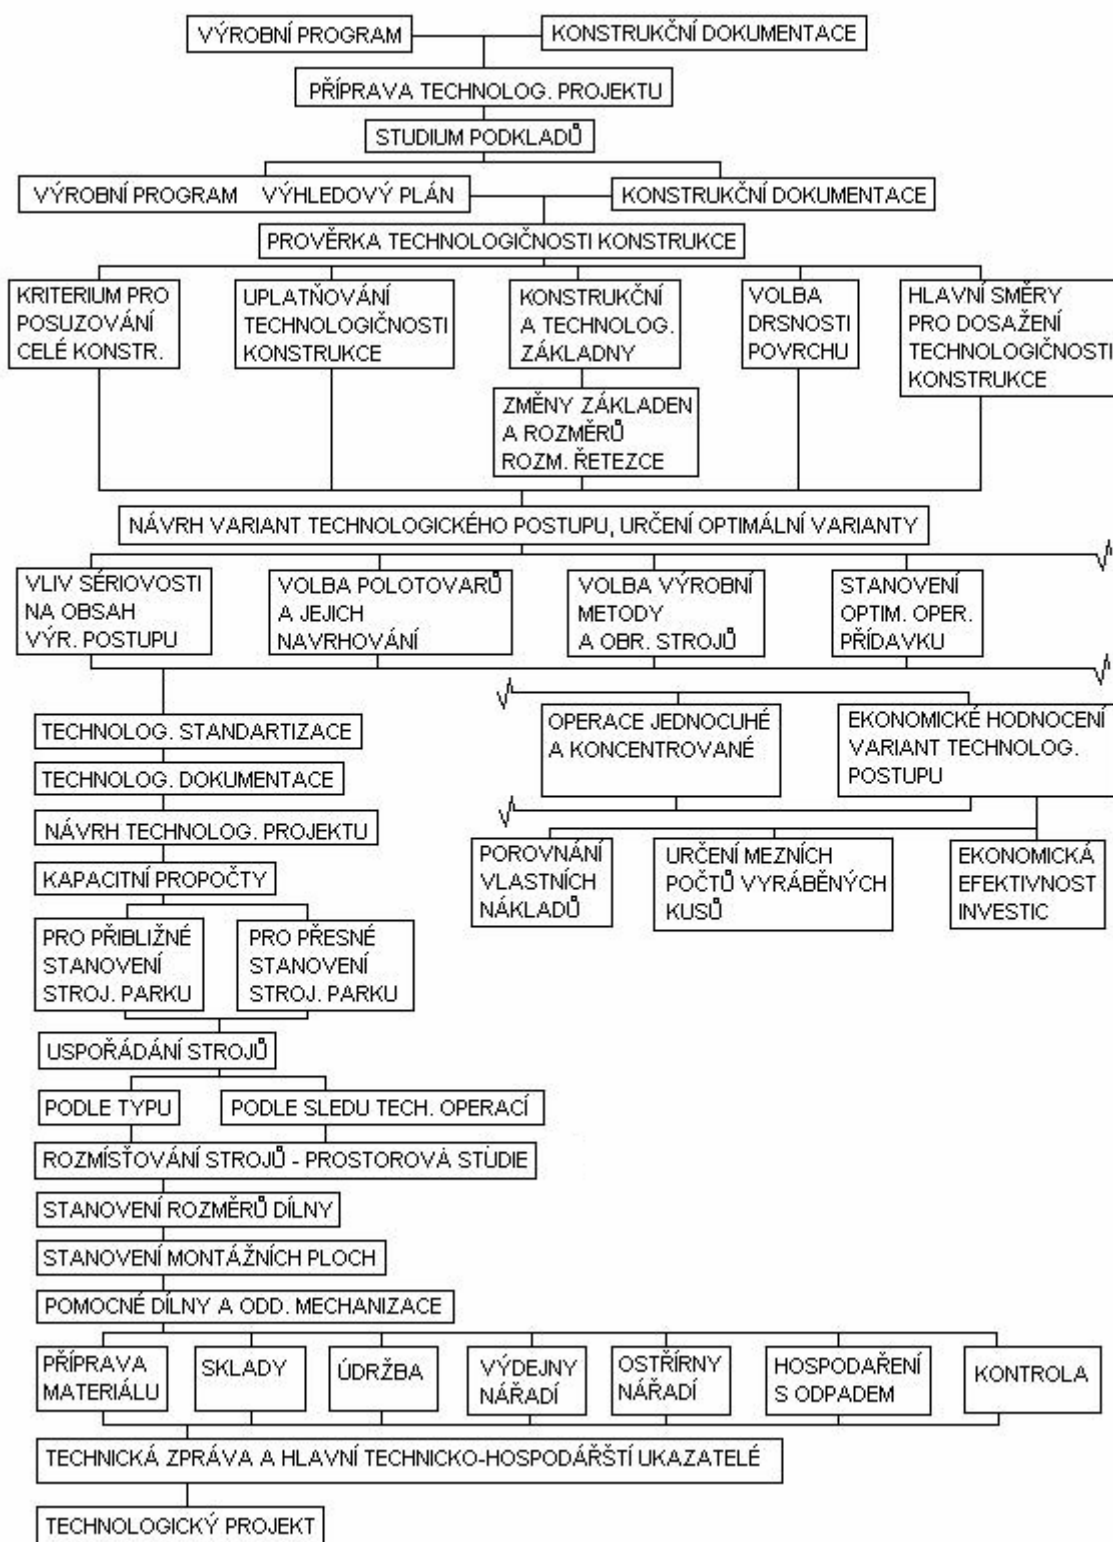 VÝROBNÍ PROGRAM
KONSTRUKČNÍ DOKUMENTACE
PŘÍPRAVA TECHNOLOG. PROJEKTU
STUDIUM PODKLADŮ
VÝROBNÍ PROGRAM VÝHLEDOVÝ PLÁN
KONSTRUKČNÍ DOKUMENTACE
PROVĚRKA TECHNOLOGIČNOSTI KONSTRUKCE
KRITERIUM PRO
POSUZOVÁNÍ
CELÉ KONSTR.
UPLATŇOVÁNÍ
TECHNOLOGIČNOSTI
KONSTRUKCE
KONSTRUKČNÍ
A TECHNOLOG.
ZÁKLADNY
VOLBA
DRSNOSTI
POVRCHU
HLAVNÍ SMĚRY
PRO DOSAŽENÍ
TECHNOLOGIČNOSTI
KONSTRUKCE
ZMĚNY ZÁKLADEN
A ROZMĚRŮ
ROZM. ŘETEZCE
NÁVRH VARIANT TECHNOLOGICKÉHO POSTUPU, URČENÍ OPTIMÁLNÍ VARIANTY
VLIV SÉRIOVOSTI
NA OBSAH
VÝR. POSTUPU
VOLBA POLOTOVARŮ
A JEJICH
NAVRHOVÁNÍ
VOLBA VÝROBNÍ
METODY
A OBR. STROJŮ
STANOVENÍ
OPTIM. OPER.
PŘÍDAVKU
OPERACE JEDNOCUHÉ
A KONCENTROVANÉ
EKONOMICKÉ HODNOCENÍ
VARIANT TECHNOLOG.
POSTUPU
POROVNÁNÍ
VLASTNÍCH
NÁKLADŮ
URČENÍ MEZNÍCH
POČTŮ VYRÁBĚNÝCH
KUSŮ
EKONOMICKÁ
EFEKTIVNOST
INVESTIC
TECHNOLOG. STANDARTIZACE
TECHNOLOG. DOKUMENTACE
NÁVRH TECHNOLOG. PROJEKTU
KAPACITNÍ PROPOČTY
PRO PŘIBLIŽNÉ
STANOVENÍ
STROJ. PARKU
PRO PŘESNÉ
STANOVENÍ
STROJ. PARKU
USPOŘÁDÁNÍ STROJŮ
PODLE TYPU
PODLE SLEDU TECH. OPERACÍ
ROZMÍSŤOVÁNÍ STROJŮ - PROSTOROVÁ STUDIE
STANOVENÍ ROZMĚRŮ DÍLNY
STANOVENÍ MONTÁŽNÍCH PLOCH
POMOCNÉ DÍLNY A ODD. MECHANIZACE
PŘÍPRAVA
MATERIÁLU
SKLADY
ÚDRŽBA
VÝDEJNY
NÁŘADÍ
OSTŘÍRNY
NÁŘADÍ
HOSPODAŘENÍ
S ODPADEM
KONTROLA
TECHNICKÁ ZPRÁVA A HLAVNÍ TECHNICKO-HOSPODÁŘŠTÍ UKAZATELÉ
TECHNOLOGICKÝ PROJEKT